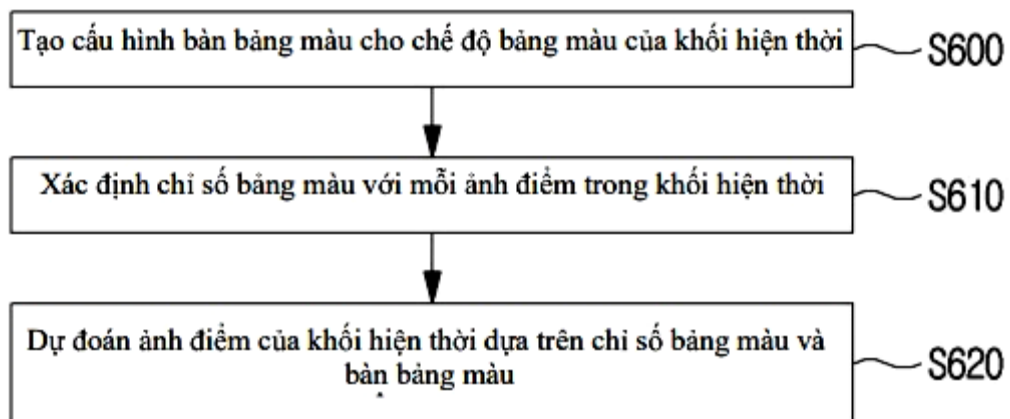 Tạo cấu hình bàn bảng màu cho chế độ bảng màu của khối hiện thời
S600
Xác định chỉ số bảng màu với mỗi ảnh điểm trong khối hiện thời
S610
Dự đoán ảnh điểm của khối hiện thời dựa trên chỉ số bảng màu và
bàn bảng màu
S620